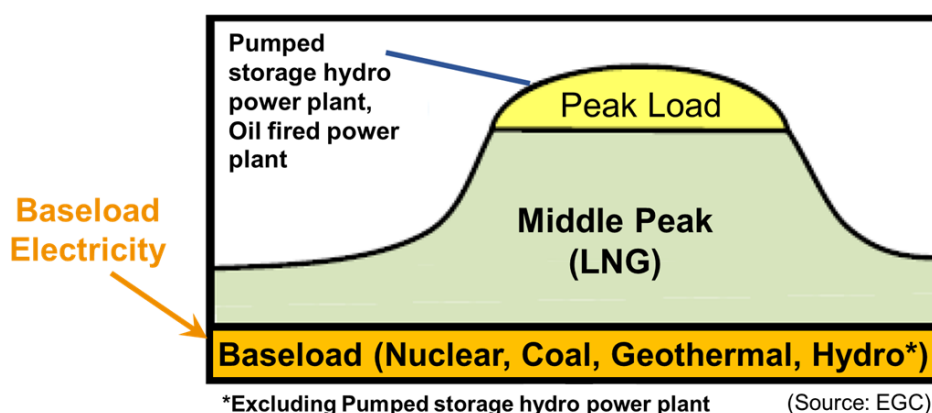 Pumped
storage hydro
power plant,
Oil fired power
plant
Peak Load
Baseload
Electricity
Middle Peak
(LNG)
Baseload (Nuclear, Coal, Geothermal, Hydro*)
*Excluding Pumped storage hydro power plant
(Source: EGC)